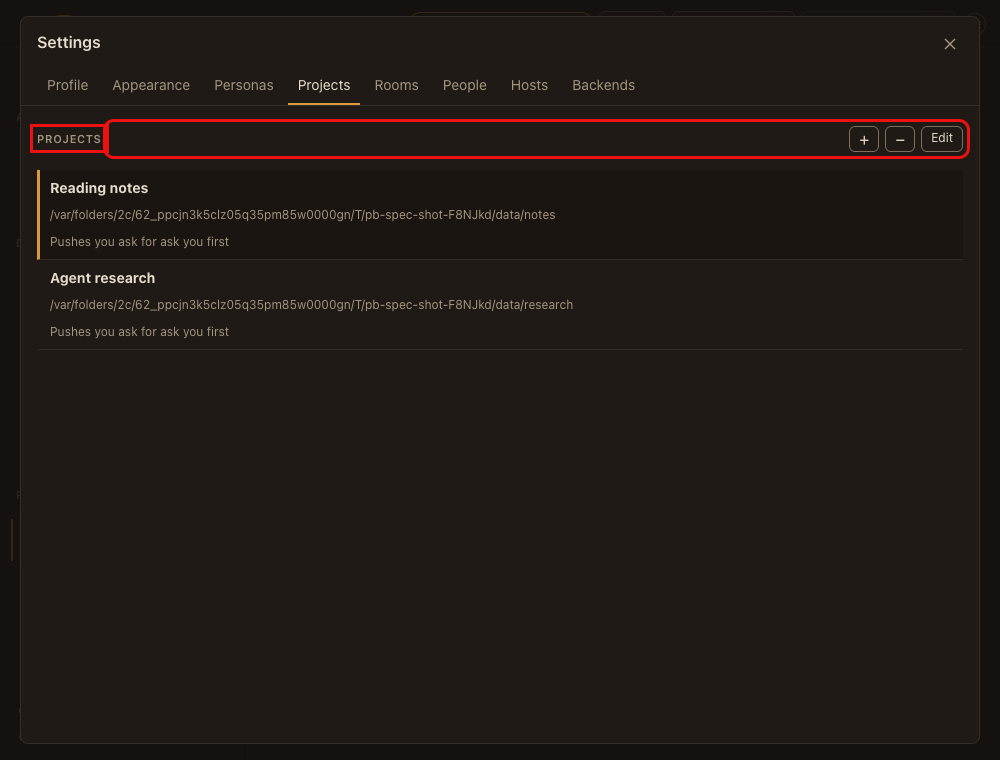 Settings
Profile Appearance Personas Projects Rooms People Hosts Backends
PROJECTS + − Edit
Reading notes
/var/folders/2c/62_ppcjn3k5clz05q35pm85w0000gn/T/pb-spec-shot-F8NJkd/data/notes
Pushes you ask for ask you first
Agent research
/var/folders/2c/62_ppcjn3k5clz05q35pm85w0000gn/T/pb-spec-shot-F8NJkd/data/research
Pushes you ask for ask you first